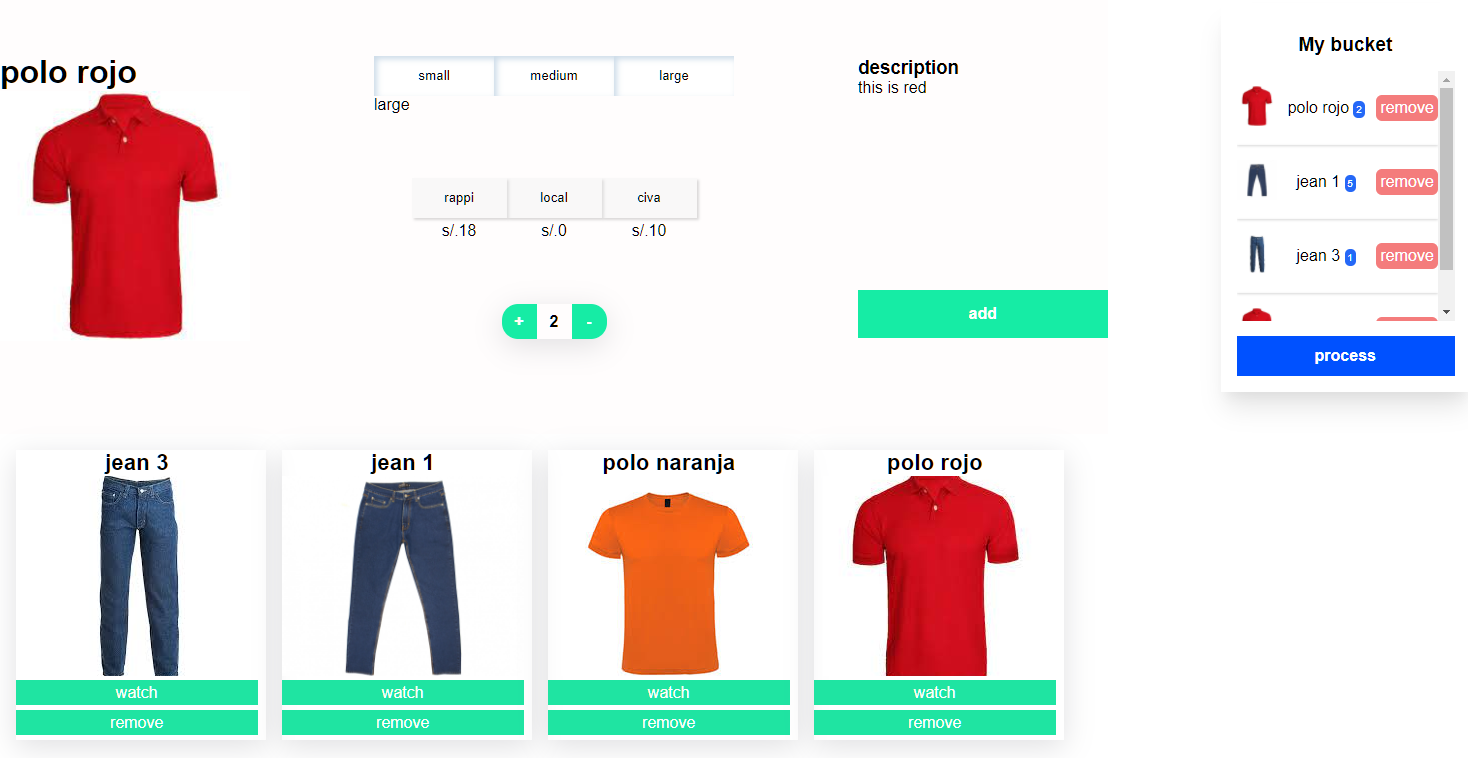 polo rojo
small medium large
large
rappi local civa
s/.18 s/.0 s/.10
+ 2 -
description
this is red
add
My bucket
polo rojo 2 remove
jean 1 5 remove
jean 3 1 remove
process
jean 3
watch
remove
jean 1
watch
remove
polo naranja
watch
remove
polo rojo
watch
remove